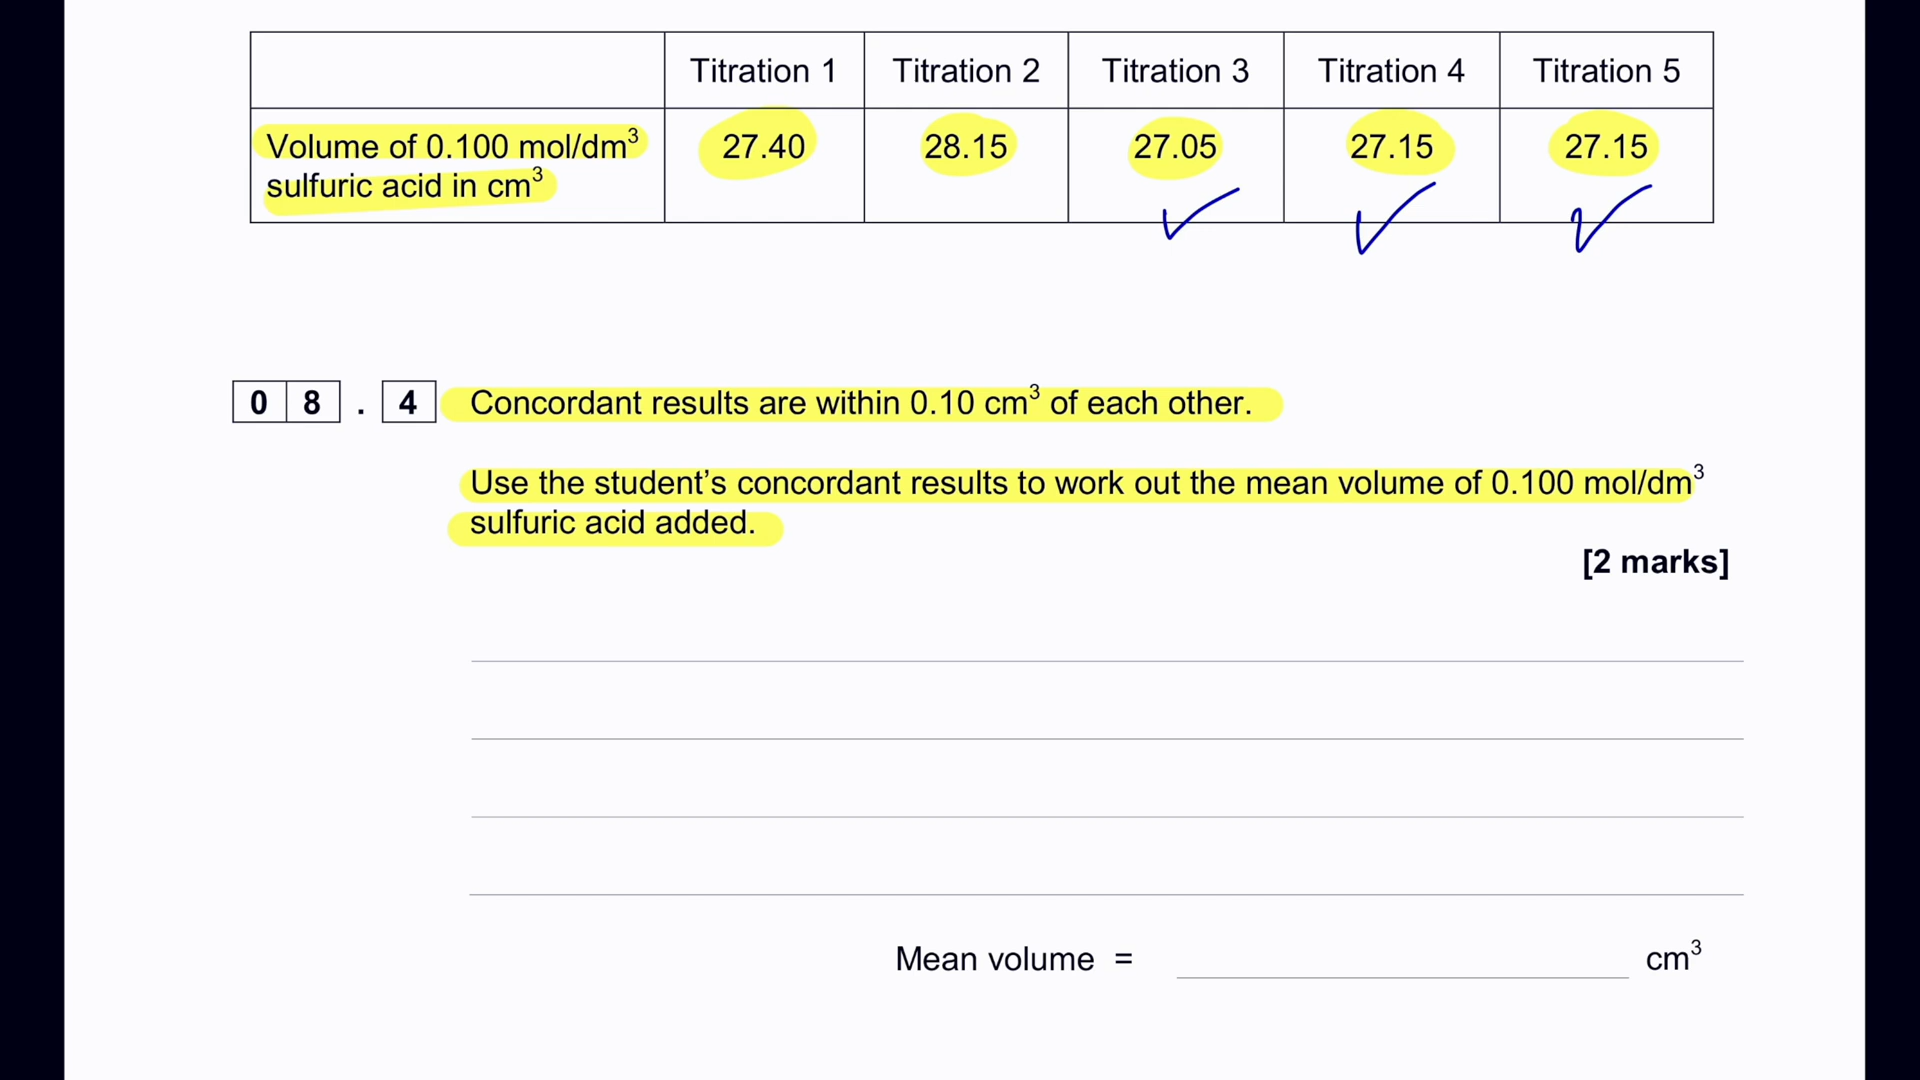 Titration 1 Titration 2 Titration 3 Titration 4 Titration 5
Volume of 0.100 mol/dm³ 27.40 28.15 27.05 27.15 27.15
sulfuric acid in cm³
0 8 . 4 Concordant results are within 0.10 cm³ of each other.
Use the student’s concordant results to work out the mean volume of 0.100 mol/dm³
sulfuric acid added.
[2 marks]
Mean volume = cm³